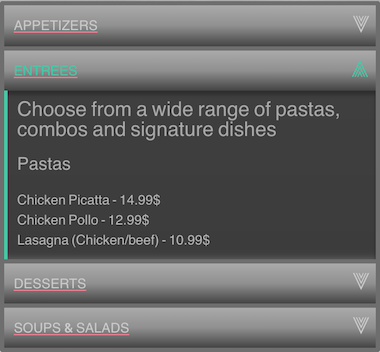 APPETIZERS
ENTREES
Choose from a wide range of pastas,
combos and signature dishes
Pastas
Chicken Picatta - 14.99$
Chicken Pollo - 12.99$
Lasagna (Chicken/beef) - 10.99$
DESSERTS
SOUPS & SALADS